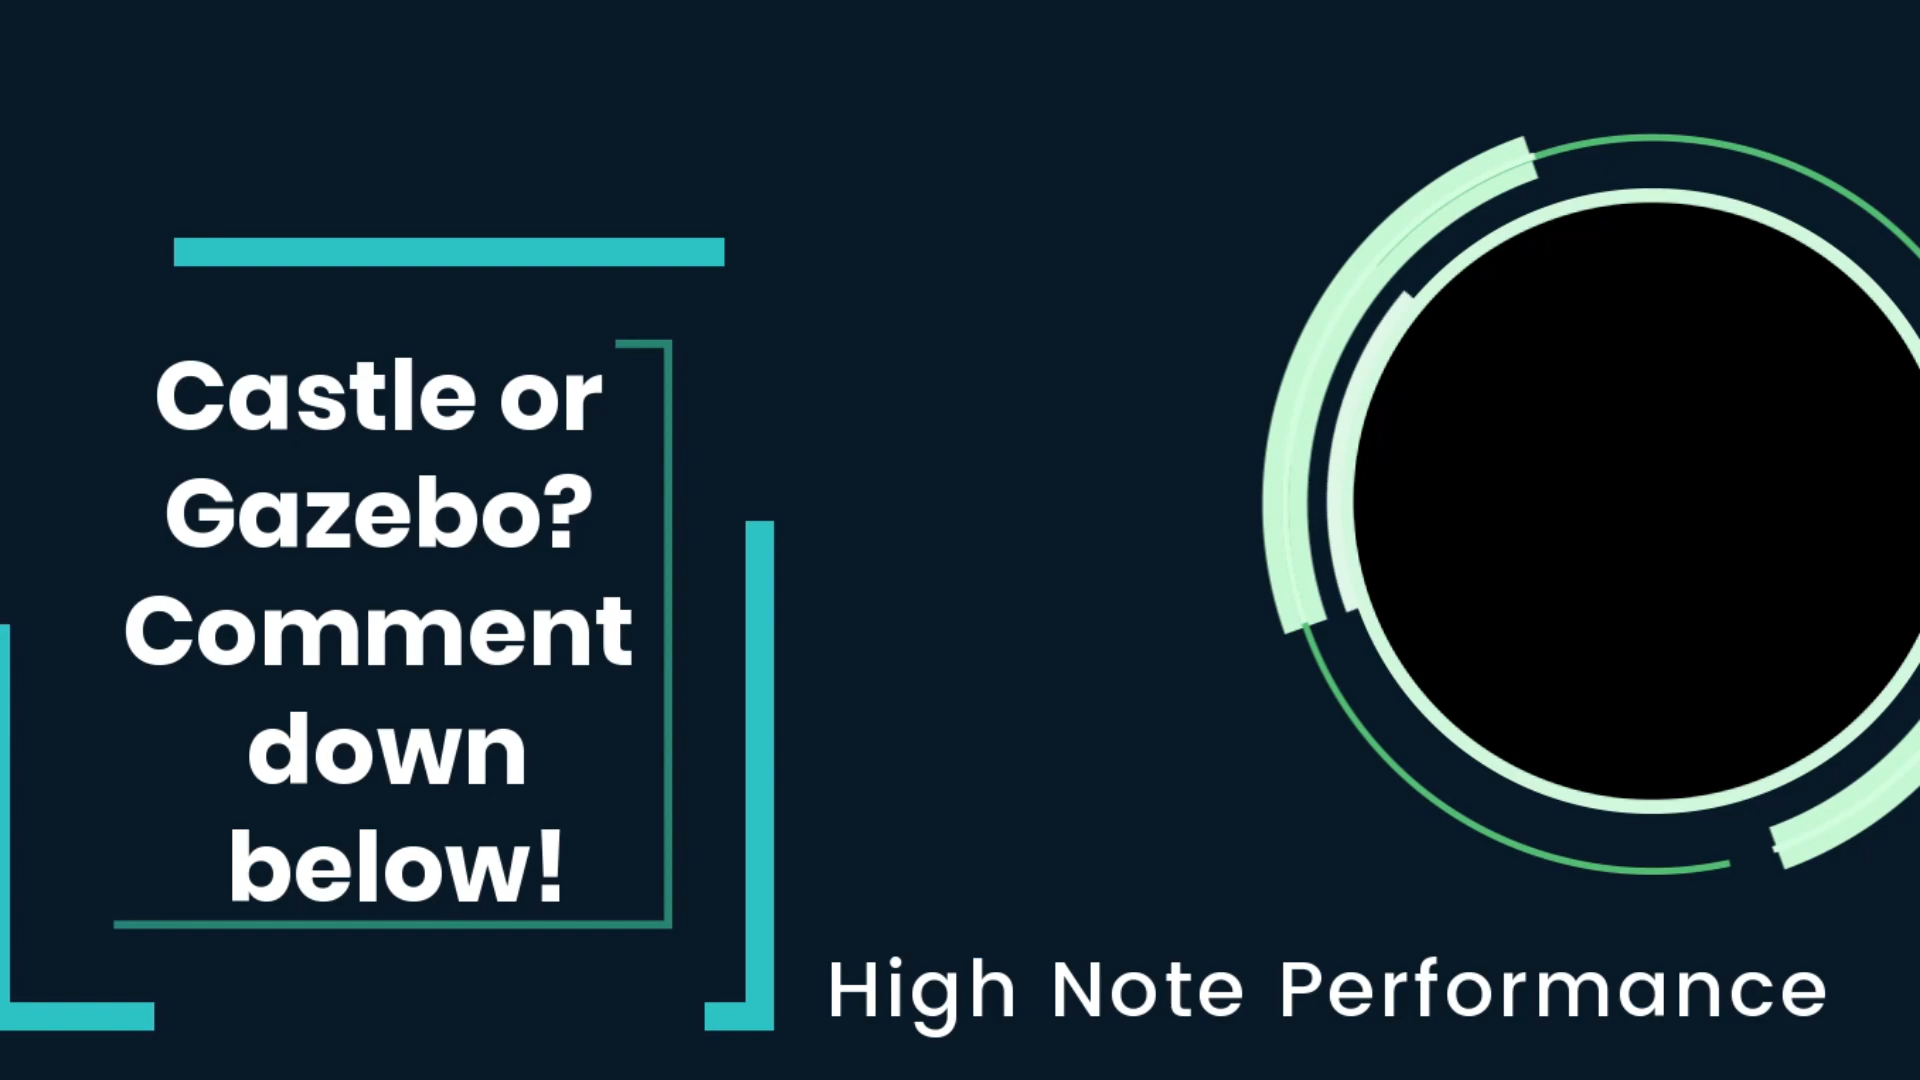 Castle or
Gazebo?
Comment
down
below!
High Note Performance